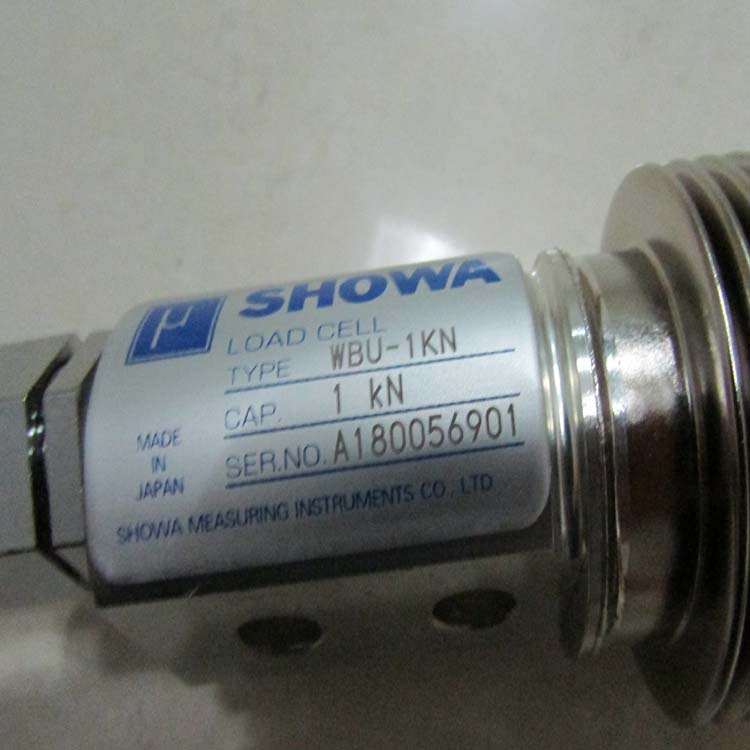 μ SHOWA
LOAD CELL
TYPE WBU-1KN
CAP. 1 kN
SER.NO. A180056901
MADE
IN
JAPAN
SHOWA MEASURING INSTRUMENTS CO., LTD.